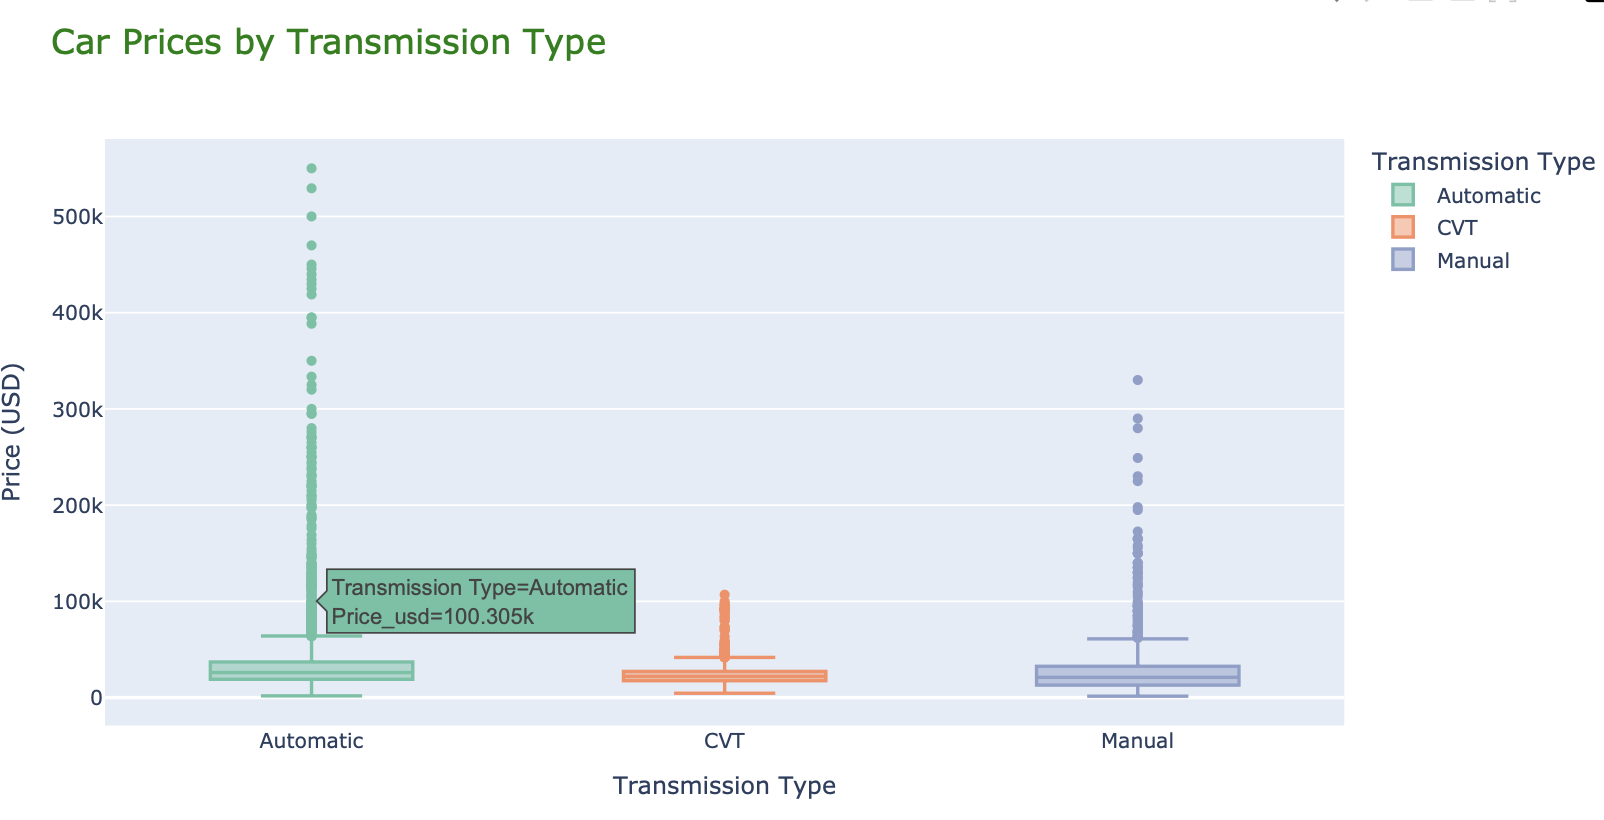 Car Prices by Transmission Type
Transmission Type
Automatic
CVT
Manual
Price (USD)
500k
400k
300k
200k
100k
0
Transmission Type=Automatic
Price_usd=100.305k
Automatic
CVT
Manual
Transmission Type